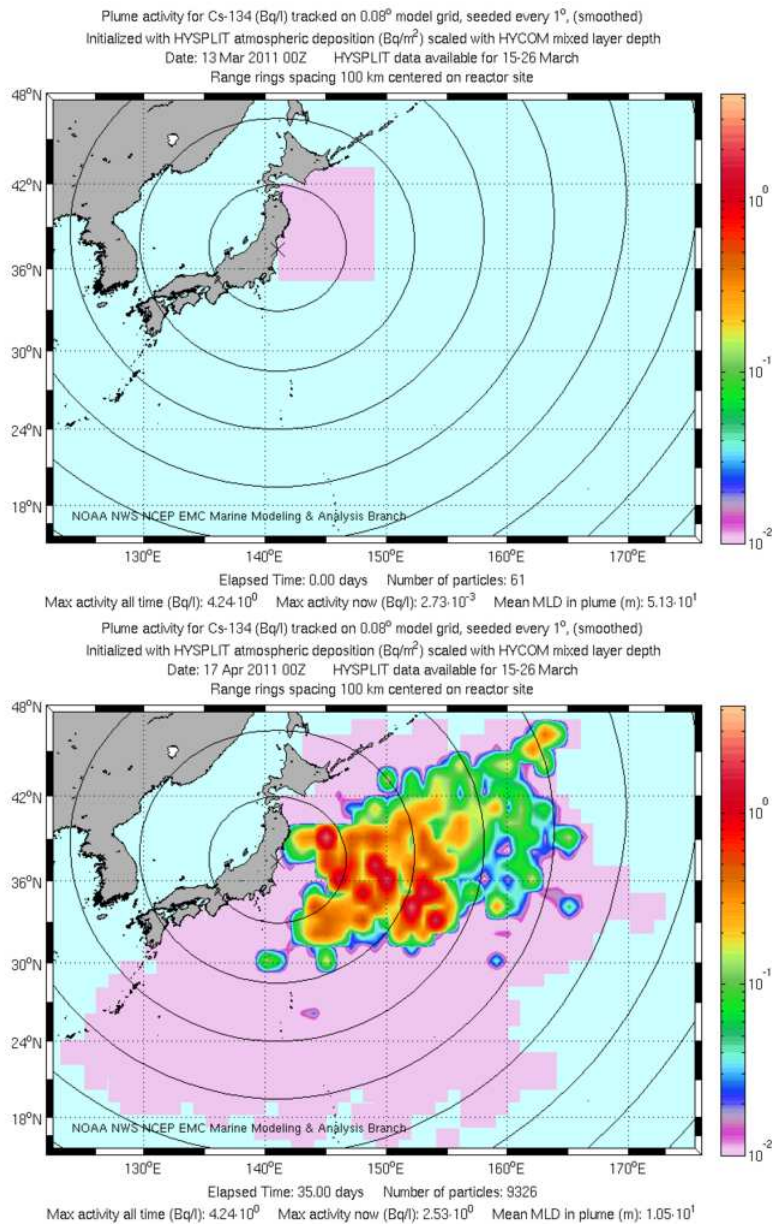 Plume activity for Cs-134 (Bq/l) tracked on 0.08° model grid, seeded every 1°, (smoothed)
Initialized with HYSPLIT atmospheric deposition (Bq/m²) scaled with HYCOM mixed layer depth
Date: 13 Mar 2011 00Z HYSPLIT data available for 15-26 March
Range rings spacing 100 km centered on reactor site
48°N
42°N
36°N
30°N
24°N
18°N
10⁰
10⁻¹
10⁻²
NOAA NWS NCEP EMC Marine Modeling & Analysis Branch
130°E 140°E 150°E 160°E 170°E
Elapsed Time: 0.00 days Number of particles: 61
Max activity all time (Bq/l): 4.24·10⁰ Max activity now (Bq/l): 2.73·10⁻³ Mean MLD in plume (m): 5.13·10¹
Plume activity for Cs-134 (Bq/l) tracked on 0.08° model grid, seeded every 1°, (smoothed)
Initialized with HYSPLIT atmospheric deposition (Bq/m²) scaled with HYCOM mixed layer depth
Date: 17 Apr 2011 00Z HYSPLIT data available for 15-26 March
Range rings spacing 100 km centered on reactor site
48°N
42°N
36°N
30°N
24°N
18°N
10⁰
10⁻¹
10⁻²
NOAA NWS NCEP EMC Marine Modeling & Analysis Branch
130°E 140°E 150°E 160°E 170°E
Elapsed Time: 35.00 days Number of particles: 9326
Max activity all time (Bq/l): 4.24·10⁰ Max activity now (Bq/l): 2.53·10⁰ Mean MLD in plume (m): 1.05·10¹